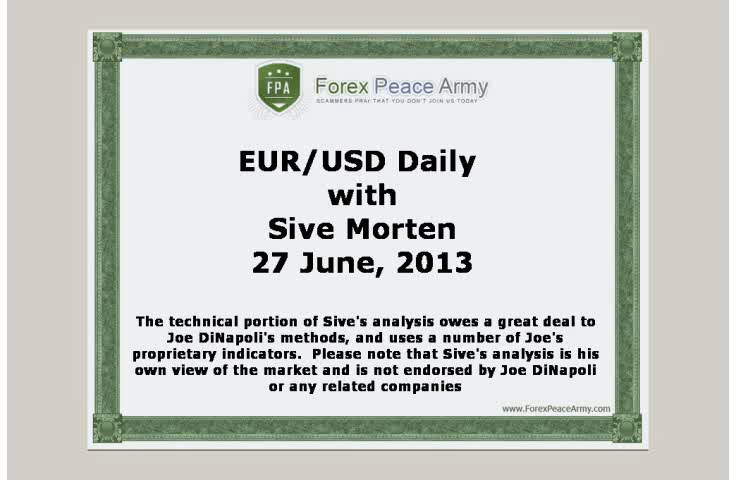 FPA
Forex Peace Army
SCAMMERS PRAY THAT YOU DON'T JOIN US TODAY
EUR/USD Daily
with
Sive Morten
27 June, 2013
The technical portion of Sive's analysis owes a great deal to
Joe DiNapoli's methods, and uses a number of Joe's
proprietary indicators.  Please note that Sive's analysis is his
own view of the market and is not endorsed by Joe DiNapoli
or any related companies
www.ForexPeaceArmy.com